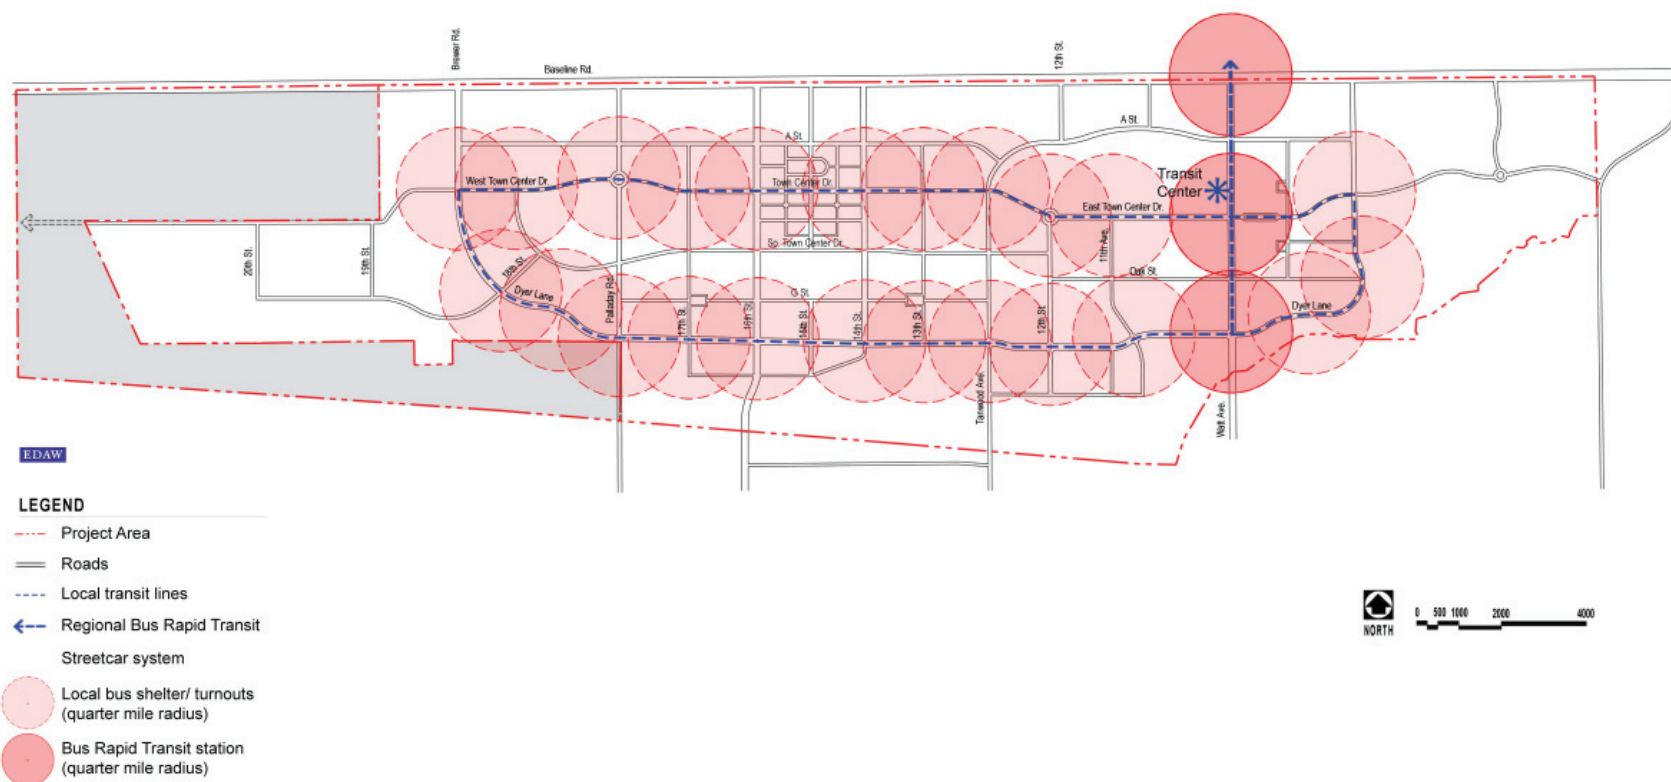 Brewer Rd.
Baseline Rd.
12th St.
A St.
A St.
Transit
Center
West Town Center Dr.
Town Center Dr.
East Town Center Dr.
So. Town Center Dr.
11th Ave.
20th St.
19th St.
18th St.
Oak St.
Dyer Lane
Palladay Rd.
G St.
Dyer Lane
17th St.
16th St.
15th St.
14th St.
13th St.
12th St.
Tanwood Ave.
Watt Ave.
EDAW
LEGEND
Project Area
Roads
Local transit lines
Regional Bus Rapid Transit
Streetcar system
Local bus shelter/ turnouts
(quarter mile radius)
Bus Rapid Transit station
(quarter mile radius)
NORTH
0 500 1000 2000 4000